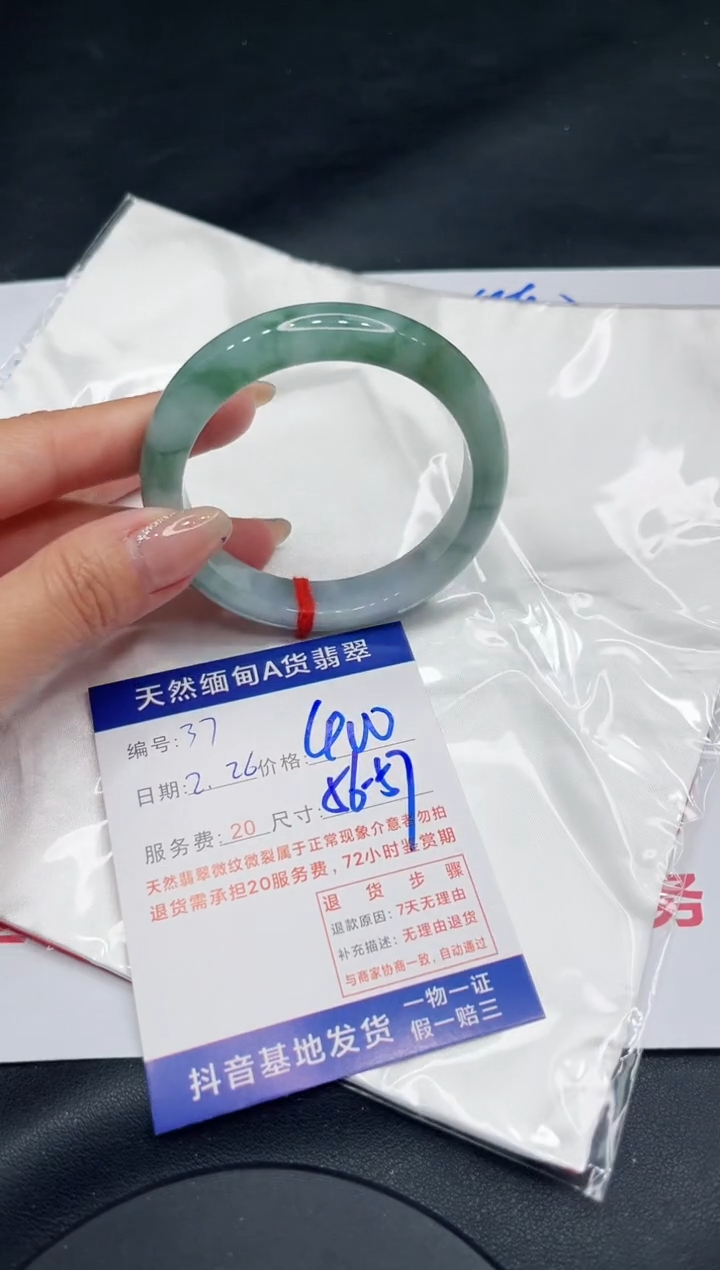 天然缅甸A货翡翠
编号:37
日期:2.26 价格:400
服务费:20 尺寸:56-57
天然翡翠微纹微裂属于正常现象介意者勿拍
退货需承担20服务费,72小时鉴赏期
退货步骤
退款原因:7天无理由
补充描述:无理由退货
与商家协商一致,自动通过
抖音基地发货
一物一证
假一赔三
务